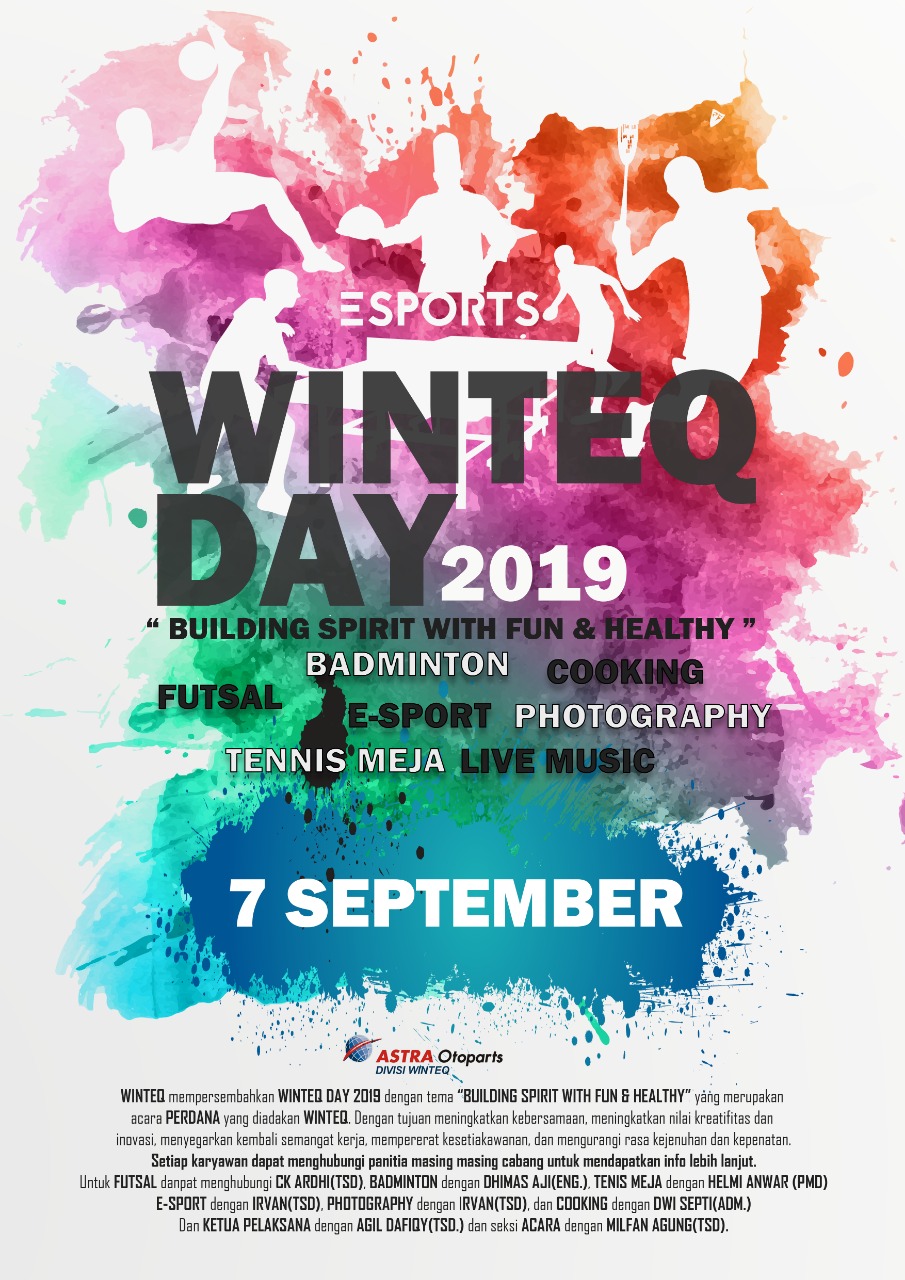 ESPORTS
WINTEQ
DAY 2019
“ BUILDING SPIRIT WITH FUN & HEALTHY ”
BADMINTON COOKING
FUTSAL
E-SPORT PHOTOGRAPHY
TENNIS MEJA LIVE MUSIC
7 SEPTEMBER
ASTRA Otoparts
DIVISI WINTEQ
WINTEQ mempersembahkan WINTEQ DAY 2019 dengan tema “BUILDING SPIRIT WITH FUN & HEALTHY” yang merupakan
acara PERDANA yang diadakan WINTEQ. Dengan tujuan meningkatkan kebersamaan, meningkatkan nilai kreatifitas dan
inovasi, menyegarkan kembali semangat kerja, mempererat kesetiakawanan, dan mengurangi rasa kejenuhan dan kepenatan.
Setiap karyawan dapat menghubungi panitia masing masing cabang untuk mendapatkan info lebih lanjut.
Untuk FUTSAL danpat menghubungi CK ARDHI(TSD), BADMINTON dengan DHIMAS AJI(ENG.), TENIS MEJA dengan HELMI ANWAR (PMD)
E-SPORT dengan IRVAN(TSD), PHOTOGRAPHY dengan IRVAN(TSD), dan COOKING dengan DWI SEPTI(ADM.)
Dan KETUA PELAKSANA dengan AGIL DAFIQY(TSD.) dan seksi ACARA dengan MILFAN AGUNG(TSD).